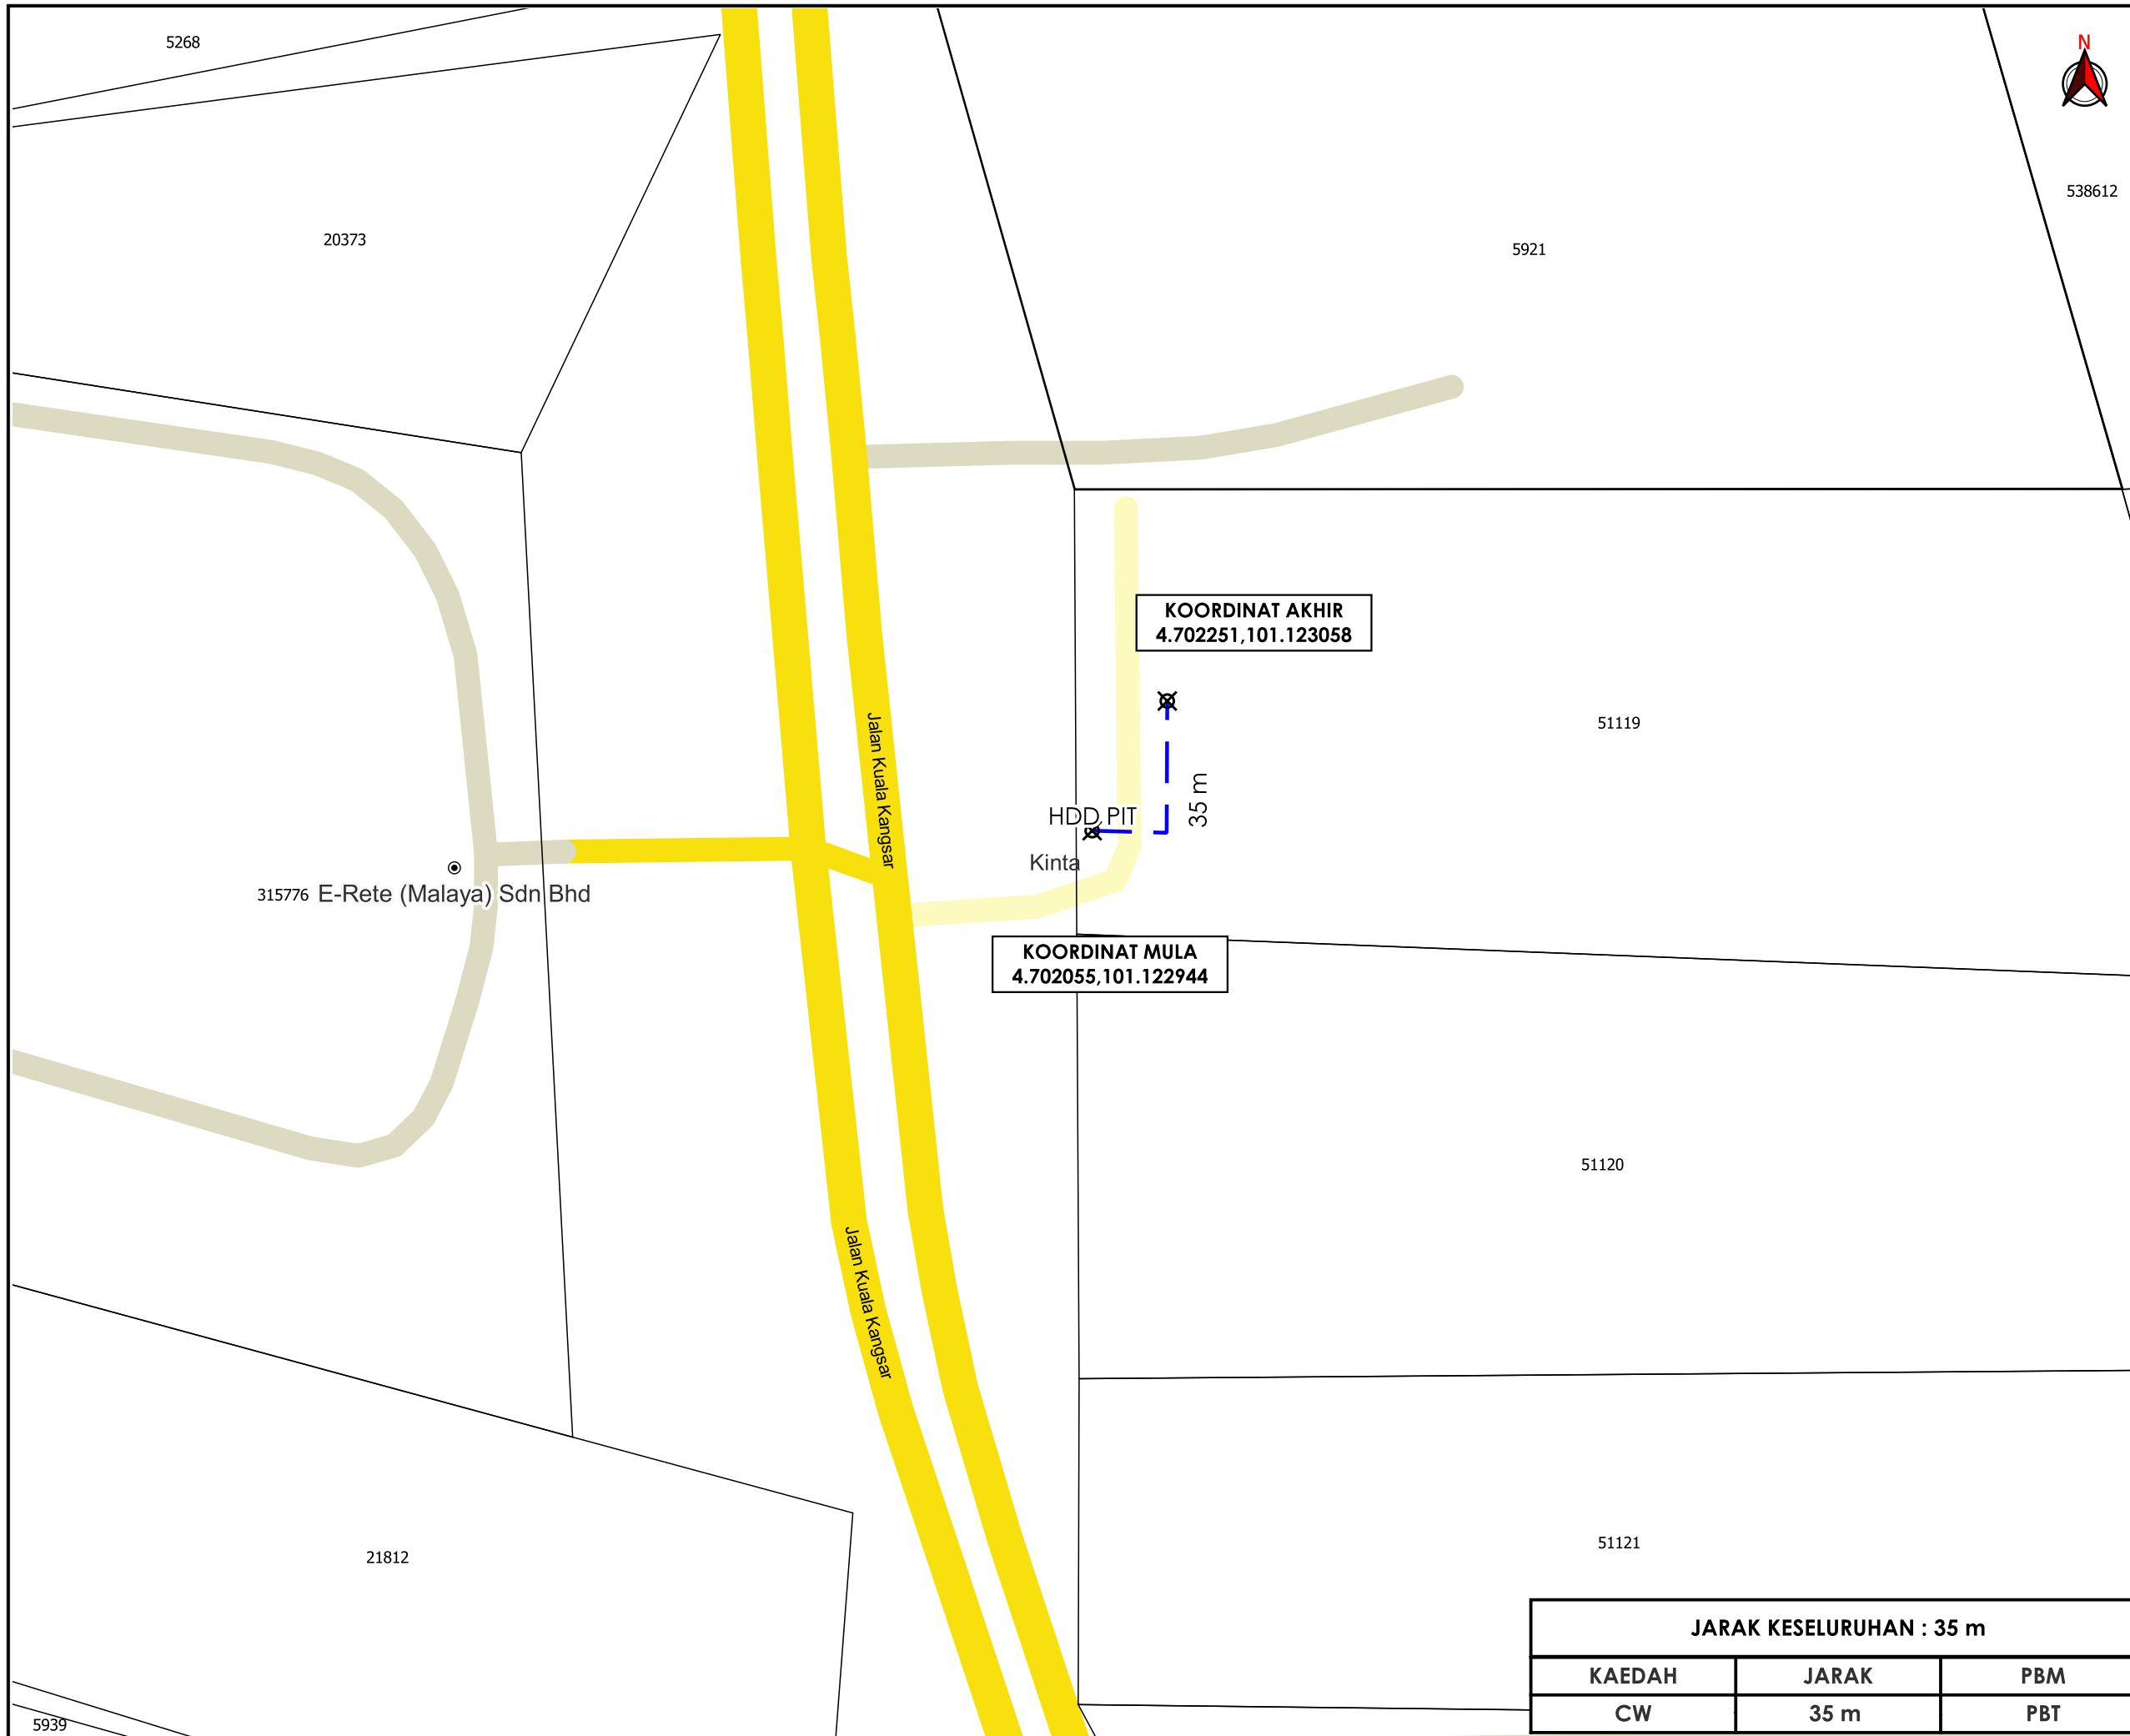 5268
N
538612
20373
5921
KOORDINAT AKHIR
4.702251,101.123058
51119
Jalan Kuala Kangsar
35 m
HDD PIT
Kinta
315776
E-Rete (Malaya) Sdn Bhd
KOORDINAT MULA
4.702055,101.122944
51120
Jalan Kuala Kangsar
51121
21812
5939
JARAK KESELURUHAN : 35 m
KAEDAH JARAK PBM
CW 35 m PBT